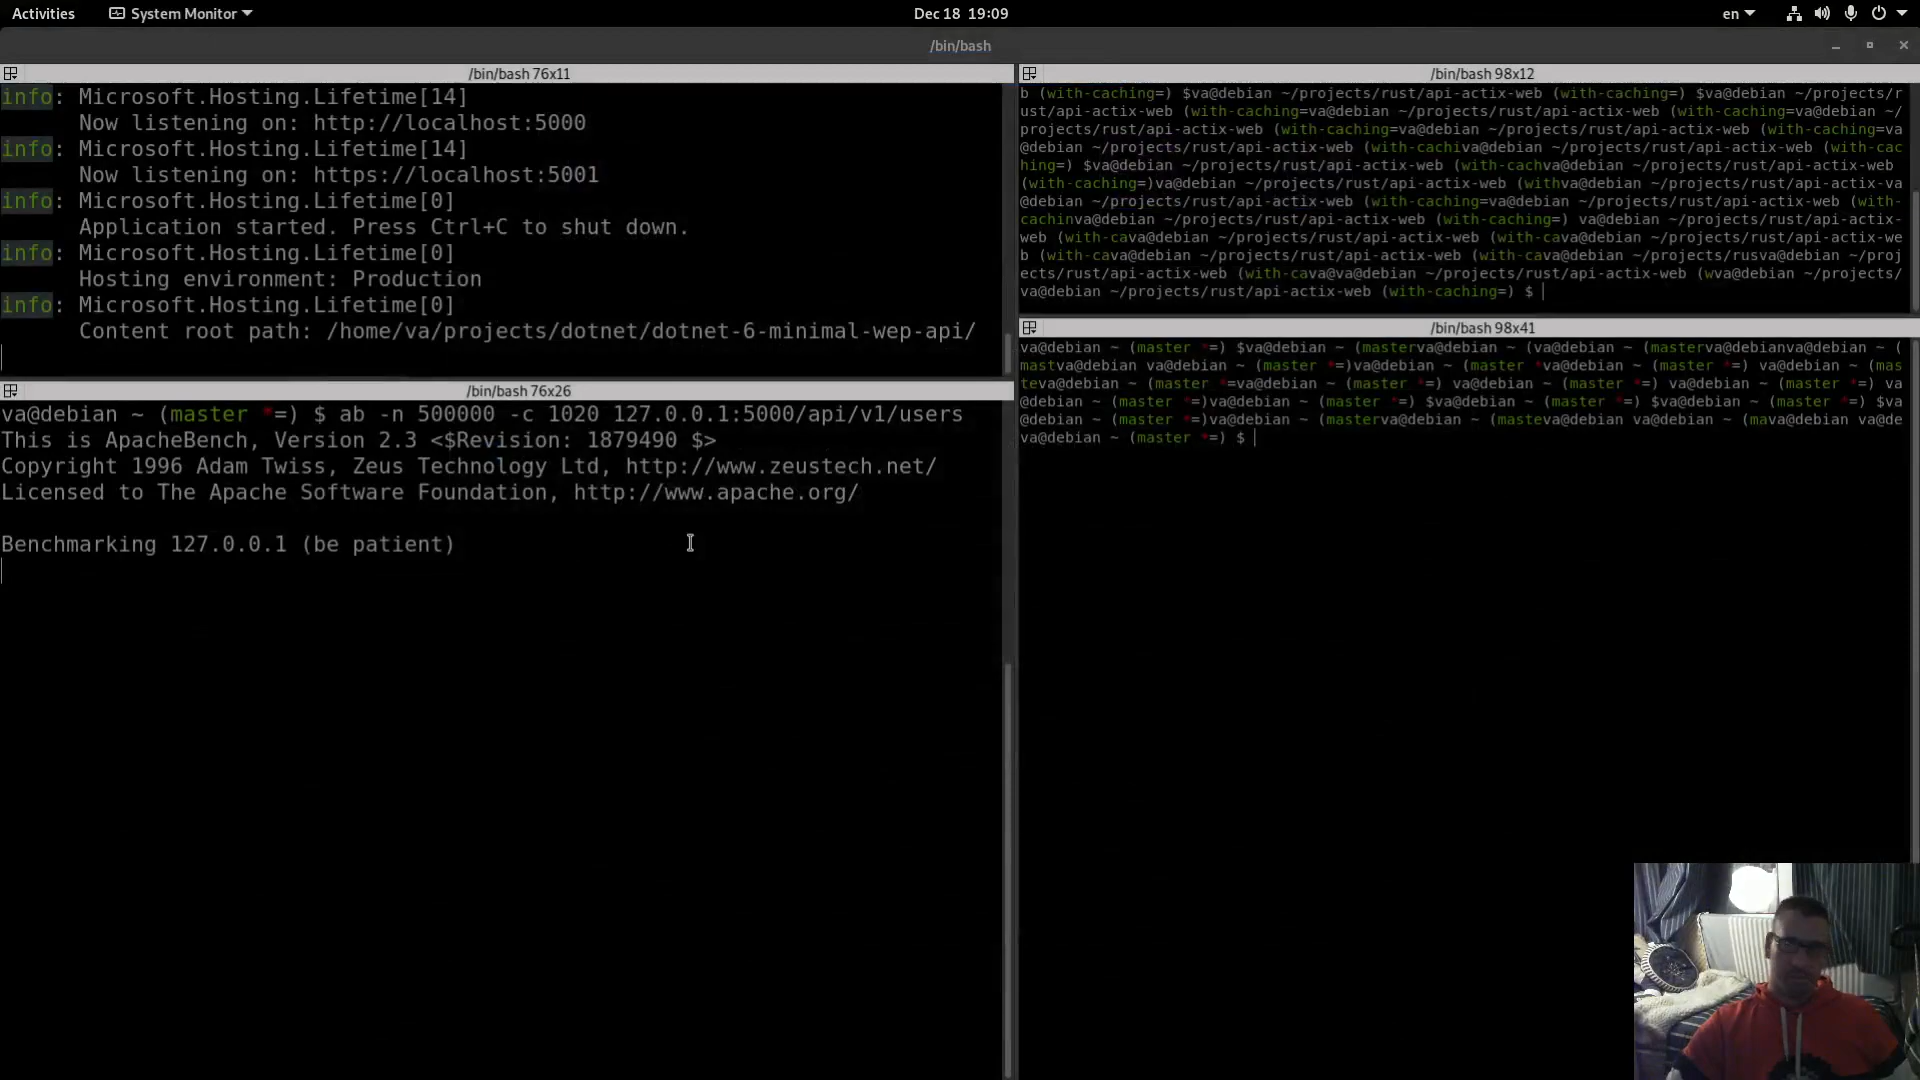 Activities
System Monitor
Dec 18 19:09
en
/bin/bash
/bin/bash 76x11
info: Microsoft.Hosting.Lifetime[14]
Now listening on: http://localhost:5000
info: Microsoft.Hosting.Lifetime[14]
Now listening on: https://localhost:5001
info: Microsoft.Hosting.Lifetime[0]
Application started. Press Ctrl+C to shut down.
info: Microsoft.Hosting.Lifetime[0]
Hosting environment: Production
info: Microsoft.Hosting.Lifetime[0]
Content root path: /home/va/projects/dotnet/dotnet-6-minimal-wep-api/
/bin/bash 76x26
va@debian ~ (master *=) $ ab -n 500000 -c 1020 127.0.0.1:5000/api/v1/users
This is ApacheBench, Version 2.3 <$Revision: 1879490 $>
Copyright 1996 Adam Twiss, Zeus Technology Ltd, http://www.zeustech.net/
Licensed to The Apache Software Foundation, http://www.apache.org/
Benchmarking 127.0.0.1 (be patient)
/bin/bash 98x12
b (with-caching=) $va@debian ~/projects/rust/api-actix-web (with-caching=) $va@debian ~/projects/r
ust/api-actix-web (with-caching=va@debian ~/projects/rust/api-actix-web (with-caching=va@debian ~/
projects/rust/api-actix-web (with-caching=va@debian ~/projects/rust/api-actix-web (with-caching=va
@debian ~/projects/rust/api-actix-web (with-cachiva@debian ~/projects/rust/api-actix-web (with-cac
hing=) $va@debian ~/projects/rust/api-actix-web (with-cachva@debian ~/projects/rust/api-actix-web
(with-caching=)va@debian ~/projects/rust/api-actix-web (withva@debian ~/projects/rust/api-actix-va
@debian ~/projects/rust/api-actix-web (with-caching=va@debian ~/projects/rust/api-actix-web (with-
cachinva@debian ~/projects/rust/api-actix-web (with-caching=) va@debian ~/projects/rust/api-actix-
web (with-cava@debian ~/projects/rust/api-actix-web (with-cava@debian ~/projects/rust/api-actix-we
b (with-cava@debian ~/projects/rust/api-actix-web (with-cava@debian ~/projects/rusva@debian ~/proj
ects/rust/api-actix-web (with-cava@va@debian ~/projects/rust/api-actix-web (wva@debian ~/projects/
va@debian ~/projects/rust/api-actix-web (with-caching=) $
/bin/bash 98x41
va@debian ~ (master *=) $va@debian ~ (masterva@debian ~ (va@debian ~ (masterva@debianva@debian ~ (
mastva@debian va@debian ~ (master *=)va@debian ~ (master *va@debian ~ (master *=) va@debian ~ (mas
teva@debian ~ (master *=va@debian ~ (master *=) va@debian ~ (master *=) va@debian ~ (master *=) va
@debian ~ (master *=)va@debian ~ (master *=) $va@debian ~ (master *=) $va@debian ~ (master *=) $va
@debian ~ (master *=)va@debian ~ (masterva@debian ~ (masteva@debian va@debian ~ (mava@debian va@de
va@debian ~ (master *=) $